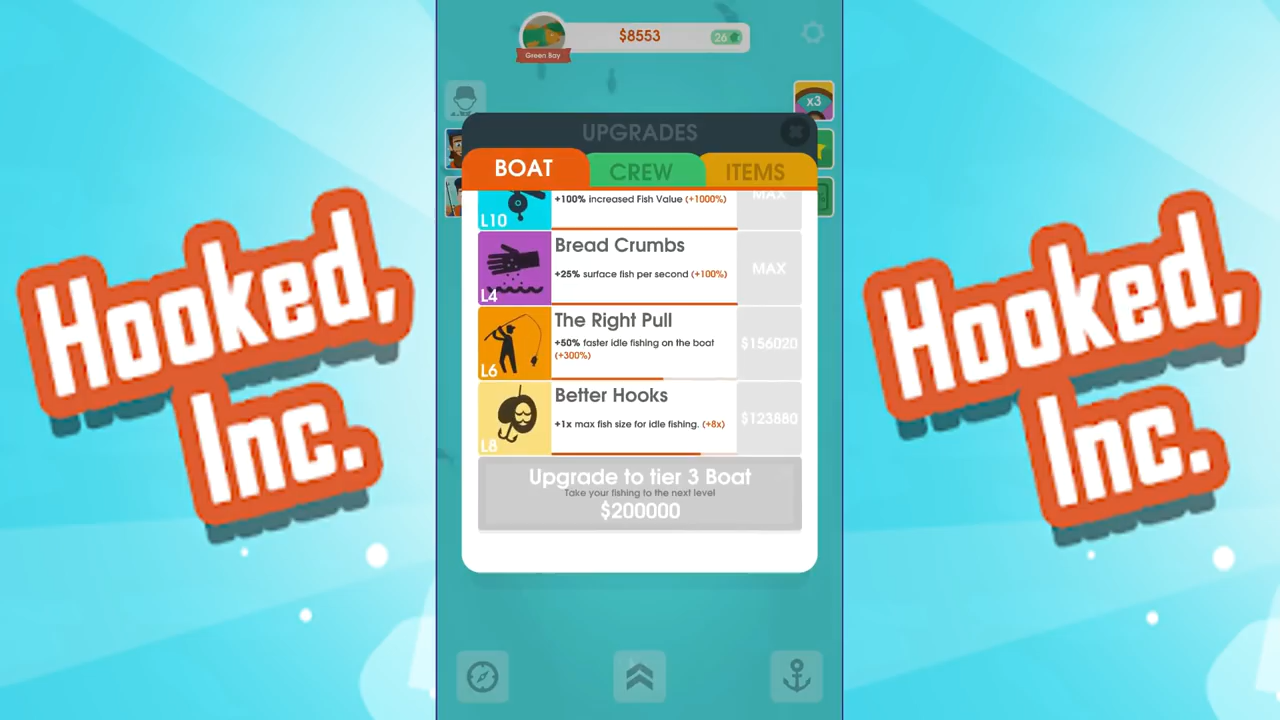 $8553
26
Green Bay
x3
UPGRADES
BOAT
CREW
ITEMS
+100% increased Fish Value (+1000%)
MAX
L10
Bread Crumbs
+25% surface fish per second (+100%)
MAX
L4
The Right Pull
+50% faster idle fishing on the boat
(+300%)
$156020
L6
Better Hooks
+1x max fish size for idle fishing. (+8x)
$123880
L8
Upgrade to tier 3 Boat
Take your fishing to the next level
$200000
Hooked,
Inc.
Hooked,
Inc.